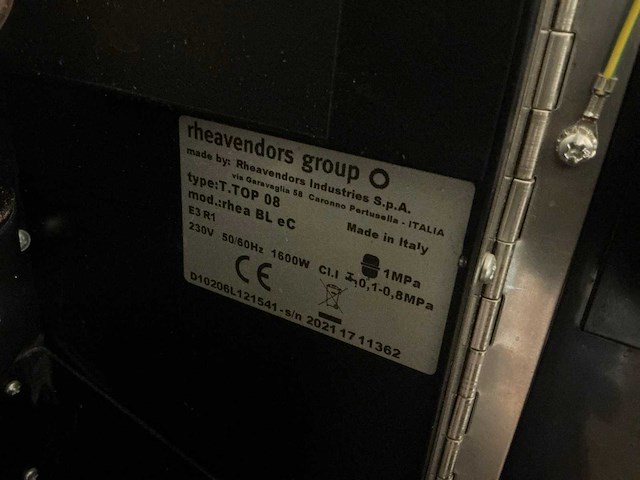 rheavendors group
made by: Rheavendors Industries S.p.A.
via Garavaglia 58 Caronno Pertusella - ITALIA
type:T.TOP 08
Made in Italy
mod.:rhea BL eC
E3 R1
230V 50/60Hz 1600W Cl.I
1MPa
0,1-0,8MPa
CE
D10206L121541 - s/n 2021 17 11362